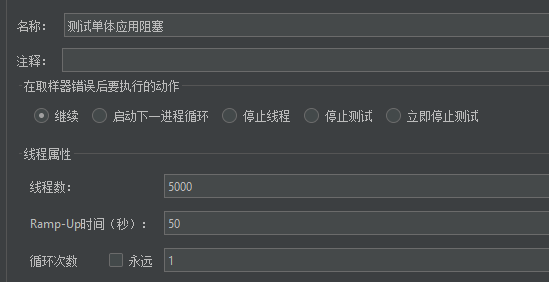 名称： 测试单体应用阻塞
注释：
在取样器错误后要执行的动作
继续 启动下一进程循环 停止线程 停止测试 立即停止测试
线程属性
线程数： 5000
Ramp-Up时间（秒）： 50
循环次数 永远 1